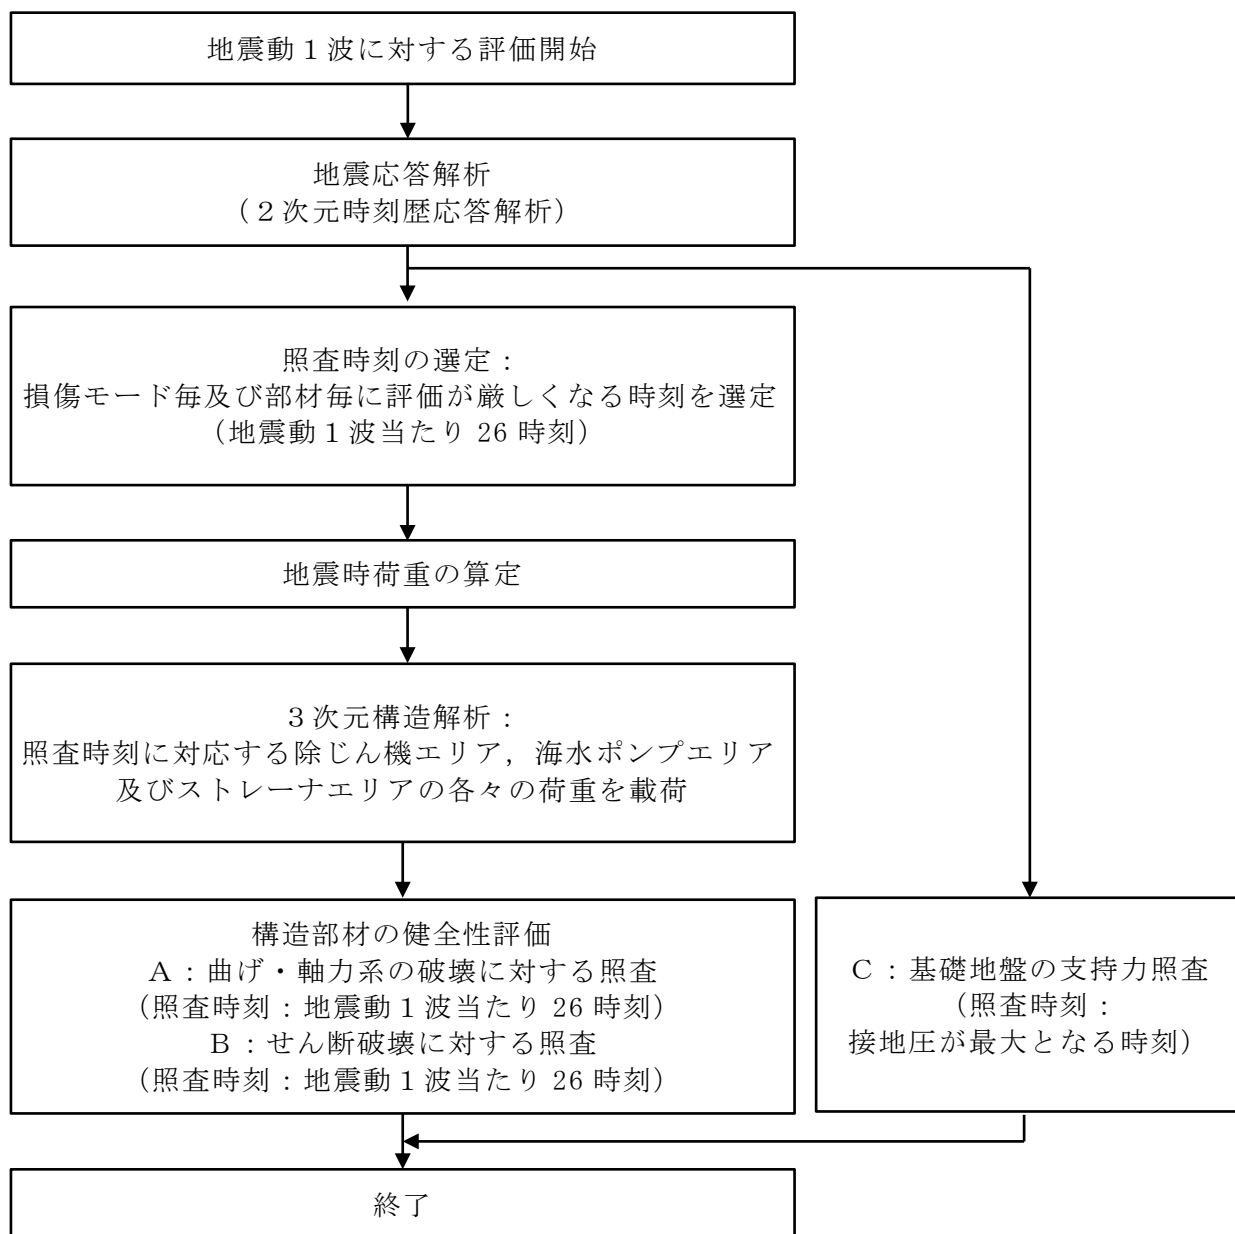 地震動１波に対する評価開始
地震応答解析
（２次元時刻歴応答解析）
照査時刻の選定：
損傷モード毎及び部材毎に評価が厳しくなる時刻を選定
（地震動１波当たり 26 時刻）
地震時荷重の算定
３次元構造解析：
照査時刻に対応する除じん機エリア，海水ポンプエリア
及びストレーナエリアの各々の荷重を載荷
構造部材の健全性評価
Ａ：曲げ・軸力系の破壊に対する照査
（照査時刻：地震動１波当たり 26 時刻）
Ｂ：せん断破壊に対する照査
（照査時刻：地震動１波当たり 26 時刻）
Ｃ：基礎地盤の支持力照査
（照査時刻：
接地圧が最大となる時刻）
終了